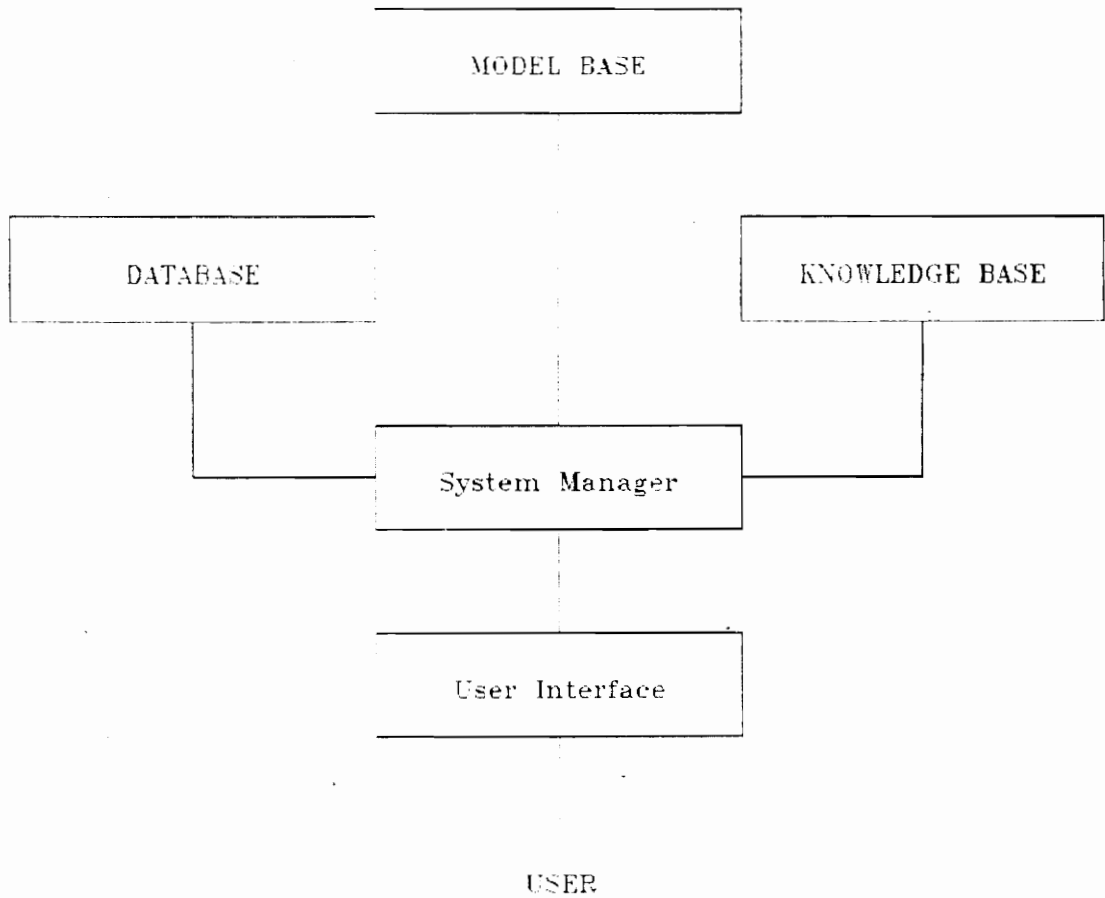 MODEL BASE
DATABASE
KNOWLEDGE BASE
System Manager
User Interface
USER